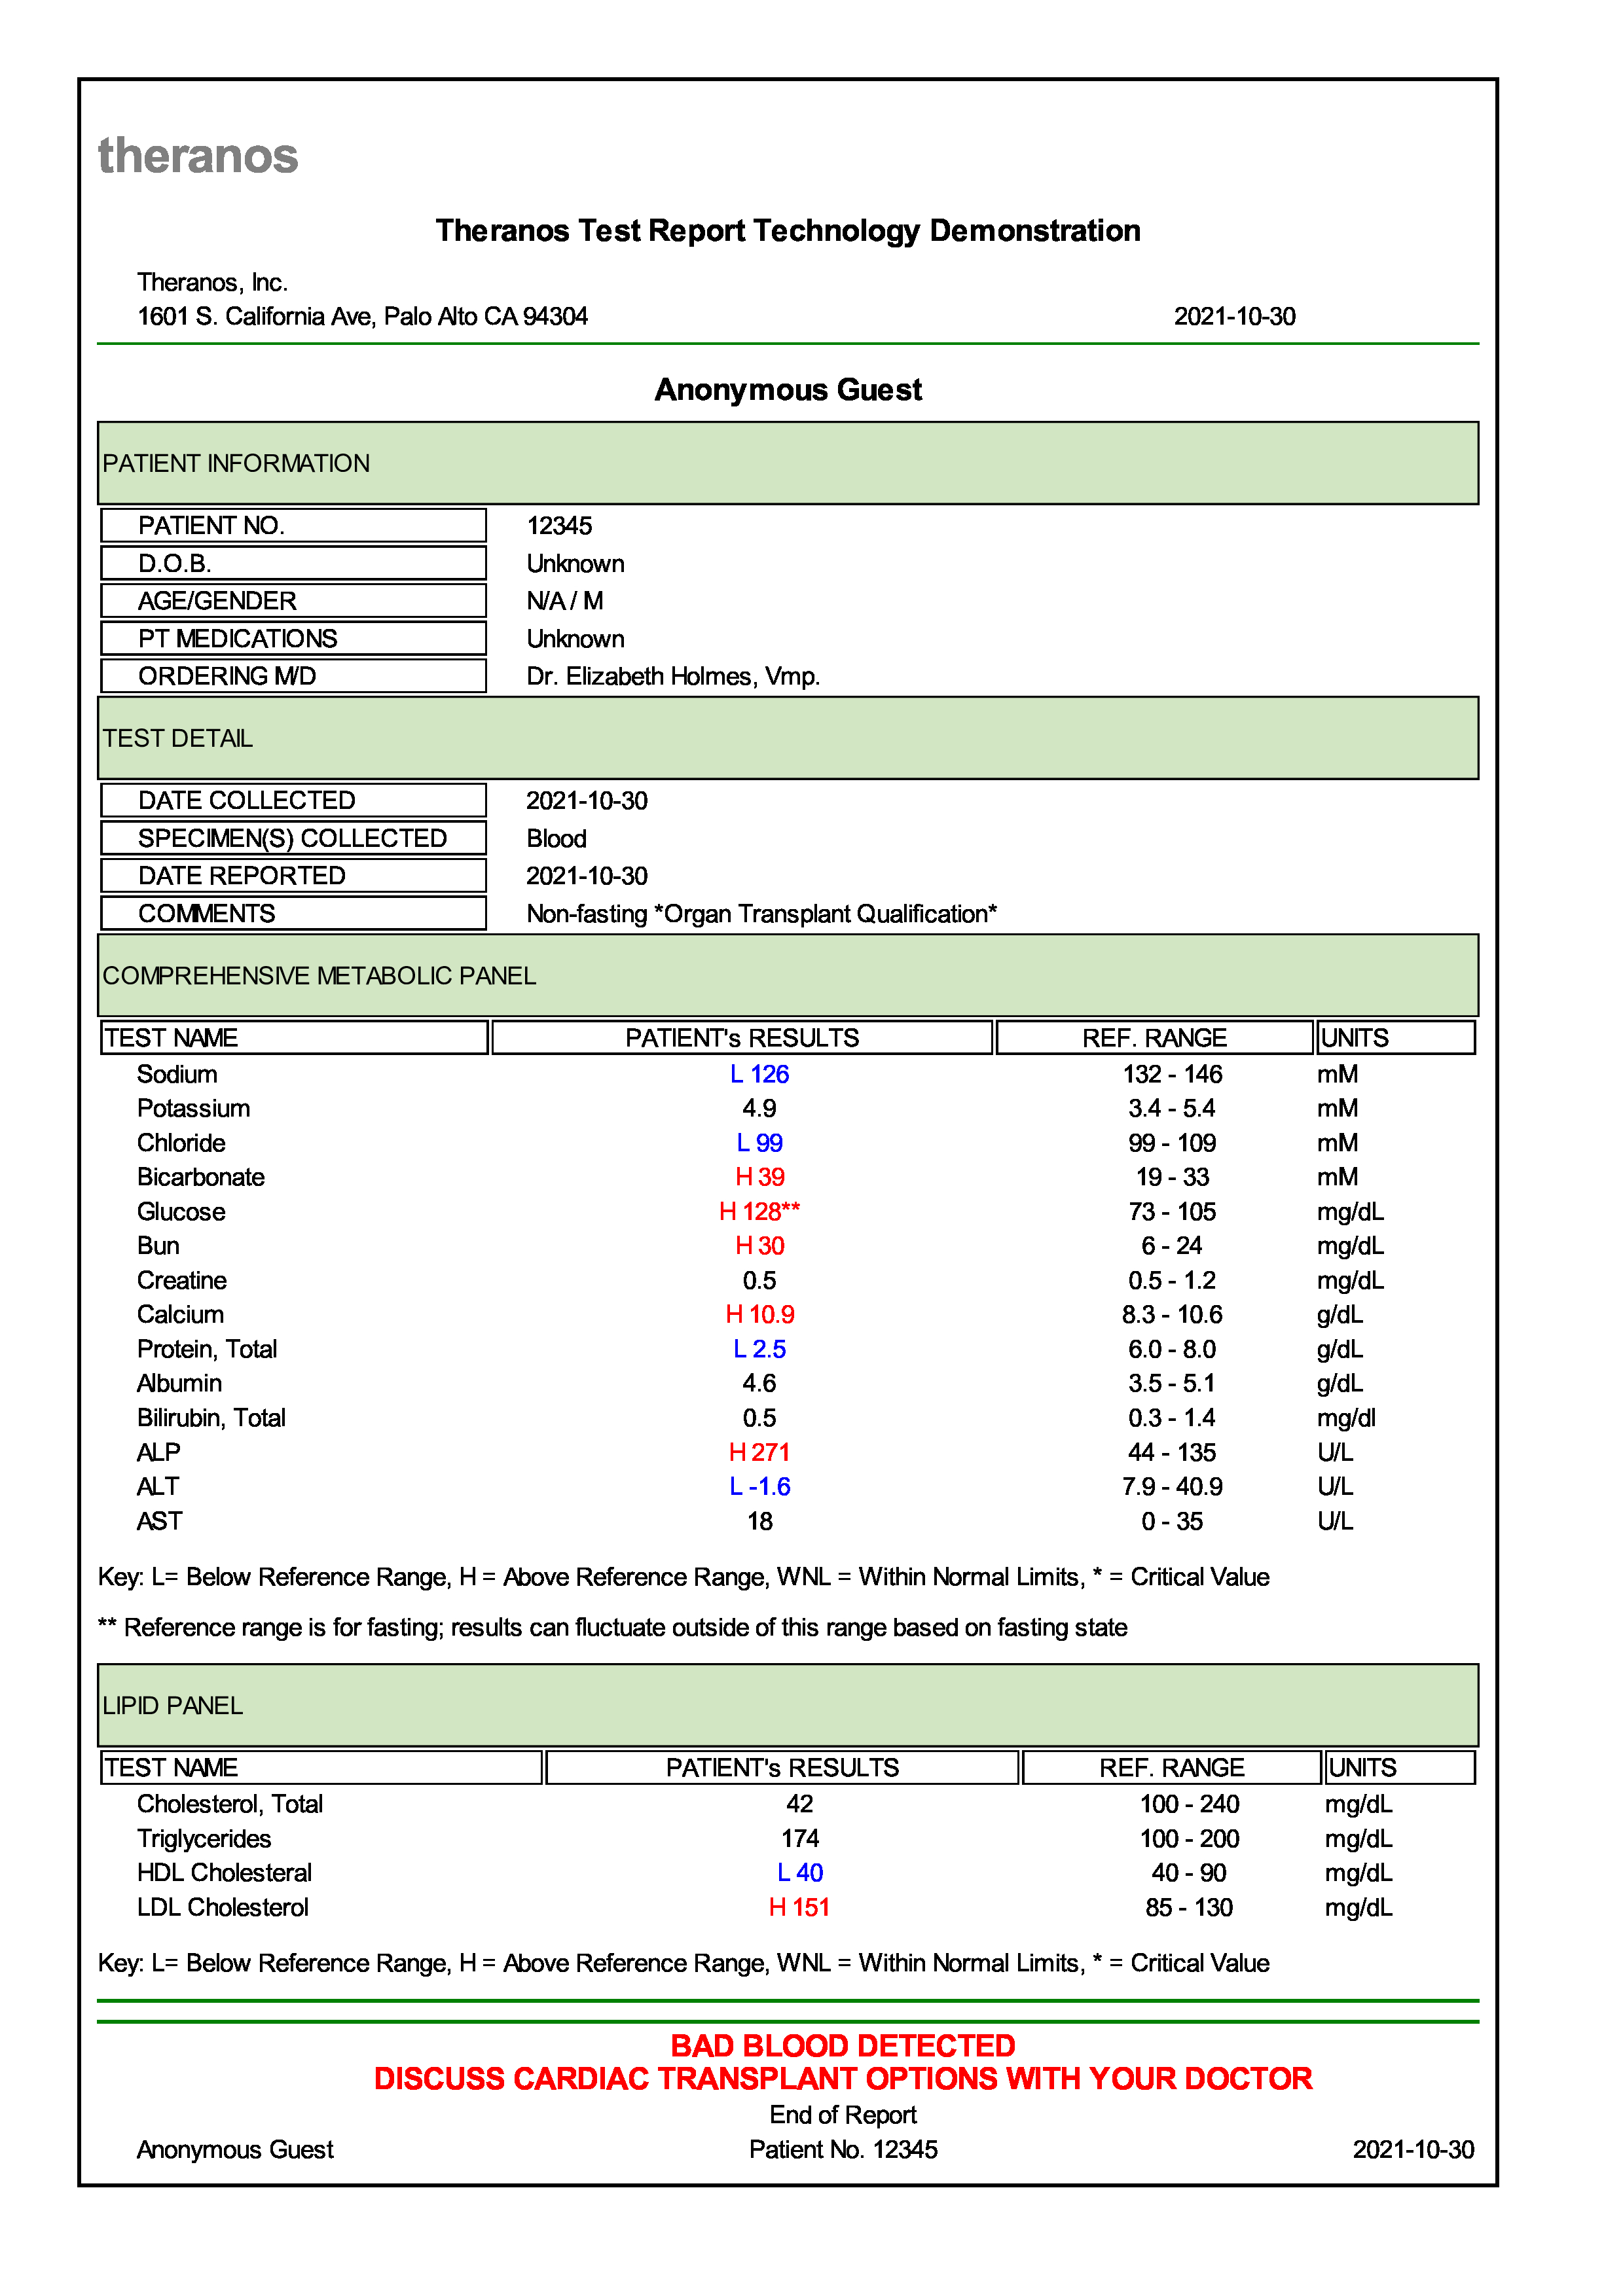 theranos
Theranos Test Report Technology Demonstration
Theranos, Inc.
1601 S. California Ave, Palo Alto CA 94304 2021-10-30
Anonymous Guest
PATIENT INFORMATION
PATIENT NO. 12345
D.O.B. Unknown
AGE/GENDER N/A / M
PT MEDICATIONS Unknown
ORDERING M/D Dr. Elizabeth Holmes, Vmp.
TEST DETAIL
DATE COLLECTED 2021-10-30
SPECIMEN(S) COLLECTED Blood
DATE REPORTED 2021-10-30
COMMENTS Non-fasting *Organ Transplant Qualification*
COMPREHENSIVE METABOLIC PANEL
TEST NAME PATIENT's RESULTS REF. RANGE UNITS
Sodium L 126 132 - 146 mM
Potassium 4.9 3.4 - 5.4 mM
Chloride L 99 99 - 109 mM
Bicarbonate H 39 19 - 33 mM
Glucose H 128** 73 - 105 mg/dL
Bun H 30 6 - 24 mg/dL
Creatine 0.5 0.5 - 1.2 mg/dL
Calcium H 10.9 8.3 - 10.6 g/dL
Protein, Total L 2.5 6.0 - 8.0 g/dL
Albumin 4.6 3.5 - 5.1 g/dL
Bilirubin, Total 0.5 0.3 - 1.4 mg/dl
ALP H 271 44 - 135 U/L
ALT L -1.6 7.9 - 40.9 U/L
AST 18 0 - 35 U/L
Key: L= Below Reference Range, H = Above Reference Range, WNL = Within Normal Limits, * = Critical Value
** Reference range is for fasting; results can fluctuate outside of this range based on fasting state
LIPID PANEL
TEST NAME PATIENT's RESULTS REF. RANGE UNITS
Cholesterol, Total 42 100 - 240 mg/dL
Triglycerides 174 100 - 200 mg/dL
HDL Cholesteral L 40 40 - 90 mg/dL
LDL Cholesterol H 151 85 - 130 mg/dL
Key: L= Below Reference Range, H = Above Reference Range, WNL = Within Normal Limits, * = Critical Value
BAD BLOOD DETECTED
DISCUSS CARDIAC TRANSPLANT OPTIONS WITH YOUR DOCTOR
End of Report
Anonymous Guest Patient No. 12345 2021-10-30